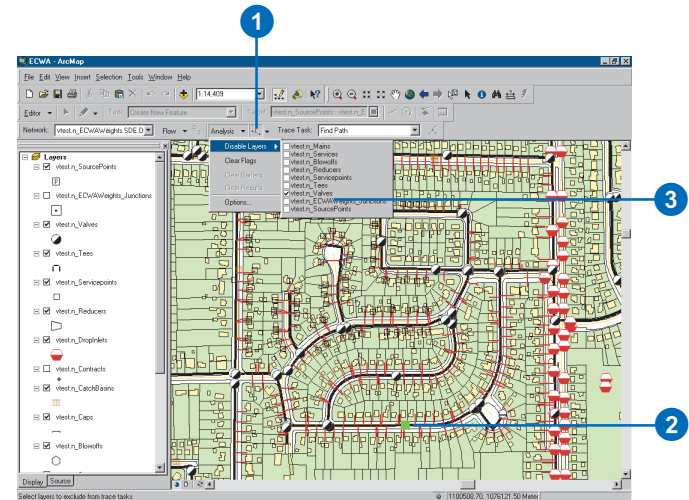 1
ECWA - ArcMap
File Edit View Insert Selection Tools Window Help
1:14,409
Editor Task: Create New Feature Target: vtest.n_SourcePoints : vtest.n_E
Network: vtest.n_ECWAWeights.SDE.D Flow Analysis Trace Task: Find Path
Disable Layers
Clear Flags
Clear Barriers
Clear Results
Options...
vtest.n_Mains
vtest.n_Services
vtest.n_Blowoffs
vtest.n_Reducers
vtest.n_Servicepoints
vtest.n_Tees
vtest.n_Valves
vtest.n_ECWAWeights_Junctions
vtest.n_SourcePoints
3
Layers
vtest.n_SourcePoints
P
vtest.n_ECWAWeights_Junctions
vtest.n_Valves
vtest.n_Tees
vtest.n_Servicepoints
vtest.n_Reducers
vtest.n_DropInlets
vtest.n_Contracts
vtest.n_CatchBasins
vtest.n_Caps
vtest.n_Blowoffs
2
Display Source
Select layers to exclude from trace tasks
1100508.70, 1076121.50 Meter